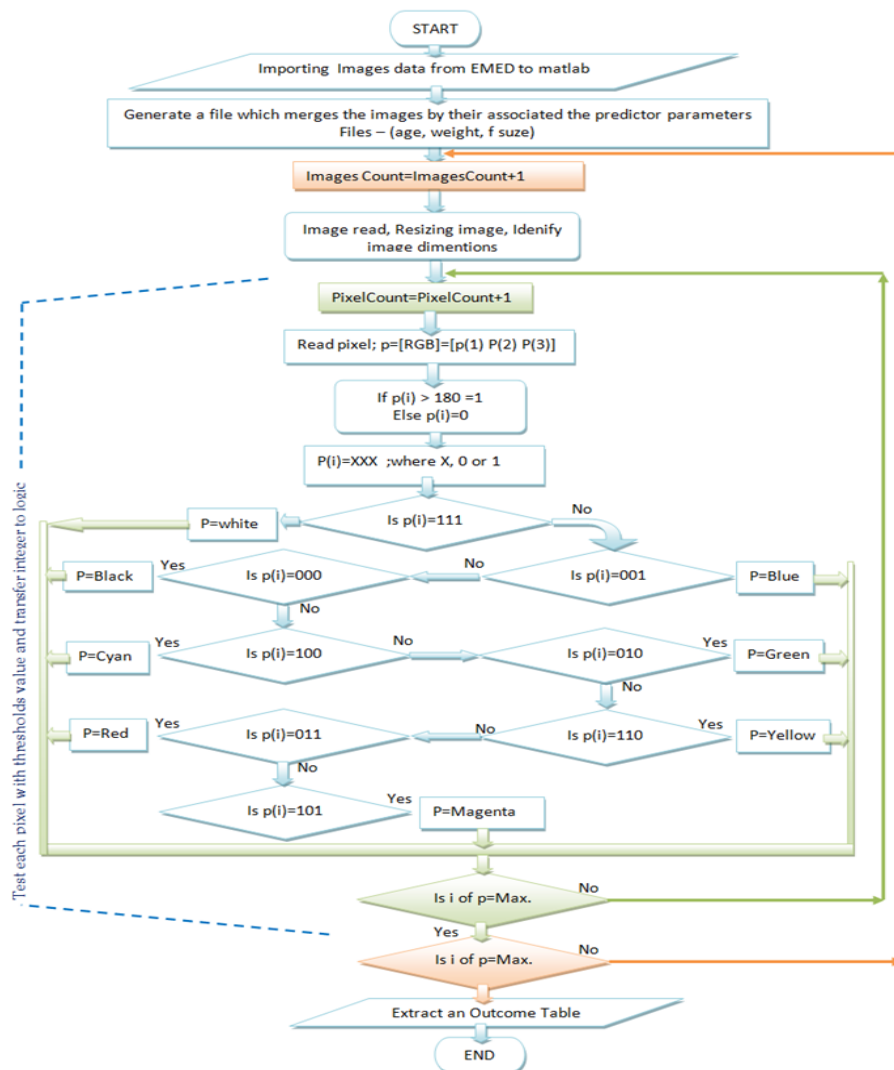 START
Importing Images data from EMED to matlab
Generate a file which merges the images by their associated the predictor parameters
Files – (age, weight, f suze)
Images Count=ImagesCount+1
Image read, Resizing image, Idenify
image dimentions
PixelCount=PixelCount+1
Read pixel; p=[RGB]=[p(1) P(2) P(3)]
If p(i) > 180 =1
Else p(i)=0
P(i)=XXX ;where X, 0 or 1
P=white
Is p(i)=111
No
P=Black
Yes
Is p(i)=000
No
Is p(i)=001
P=Blue
No
P=Cyan
Yes
Is p(i)=100
No
Is p(i)=010
Yes
P=Green
No
P=Red
Yes
Is p(i)=011
No
Is p(i)=110
Yes
P=Yellow
No
Is p(i)=101
Yes
P=Magenta
Is i of p=Max.
No
Yes
Is i of p=Max.
No
Extract an Outcome Table
END
Test each pixel with thresholds value and transfer integer to logic